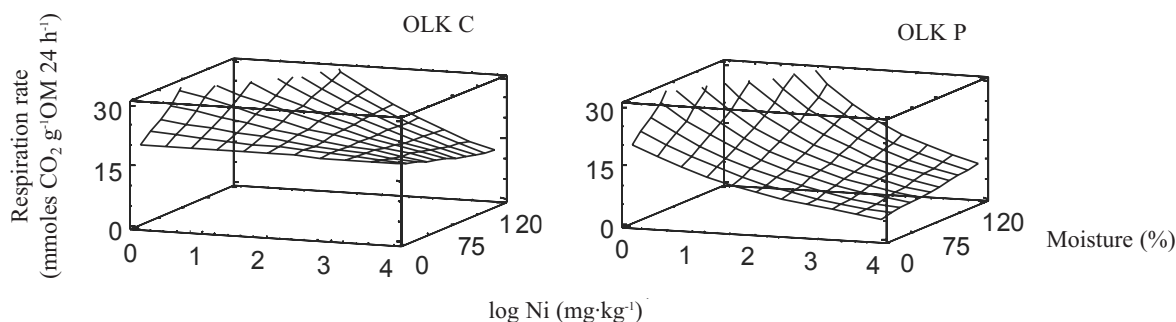 OLK C
OLK P
Respiration rate
(mmoles CO₂ g⁻¹OM 24 h⁻¹)
30
15
0
0 1 2 3 4
0 75 120
30
15
0
0 1 2 3 4
0 75 120
Moisture (%)
log Ni (mg·kg⁻¹)